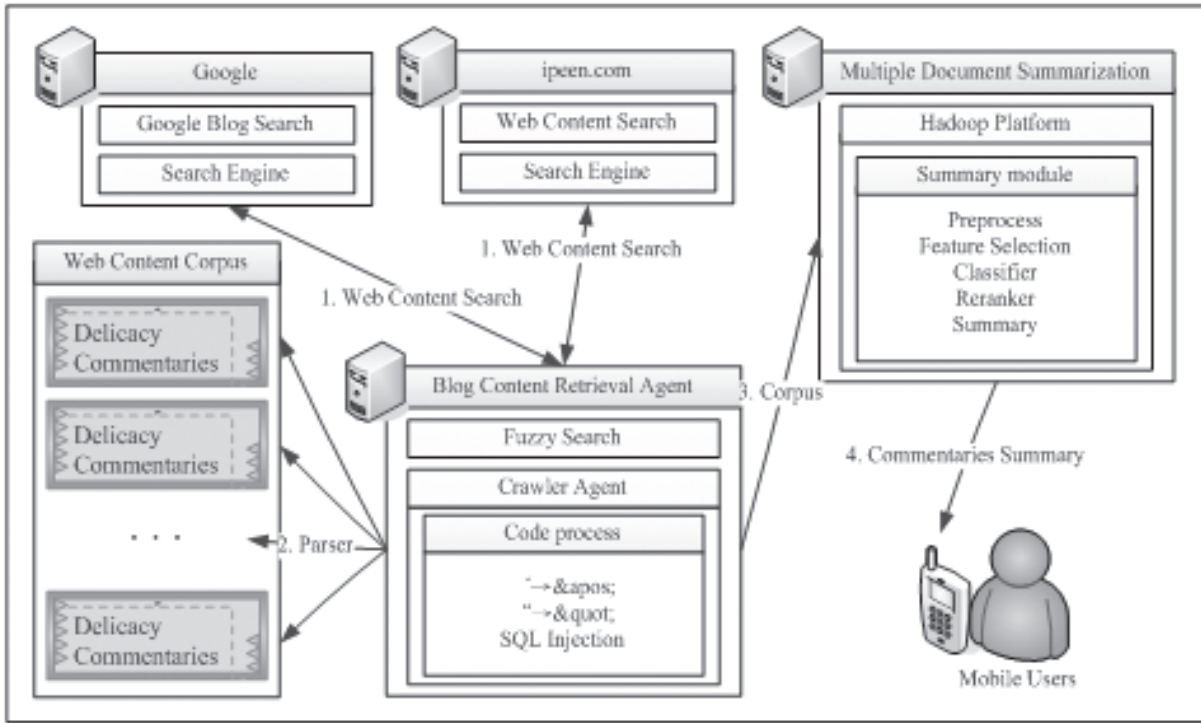 Google
Google Blog Search
Search Engine
ipeen.com
Web Content Search
Search Engine
Multiple Document Summarization
Hadoop Platform
Summary module
Preprocess
Feature Selection
Classifier
Reranker
Summary
1. Web Content Search
1. Web Content Search
Web Content Corpus
Delicacy
Commentaries
Delicacy
Commentaries
. . .
Delicacy
Commentaries
2. Parser
Blog Content Retrieval Agent
Fuzzy Search
Crawler Agent
Code process
´→&apos;
"→&quot;
SQL Injection
3. Corpus
4. Commentaries Summary
Mobile Users